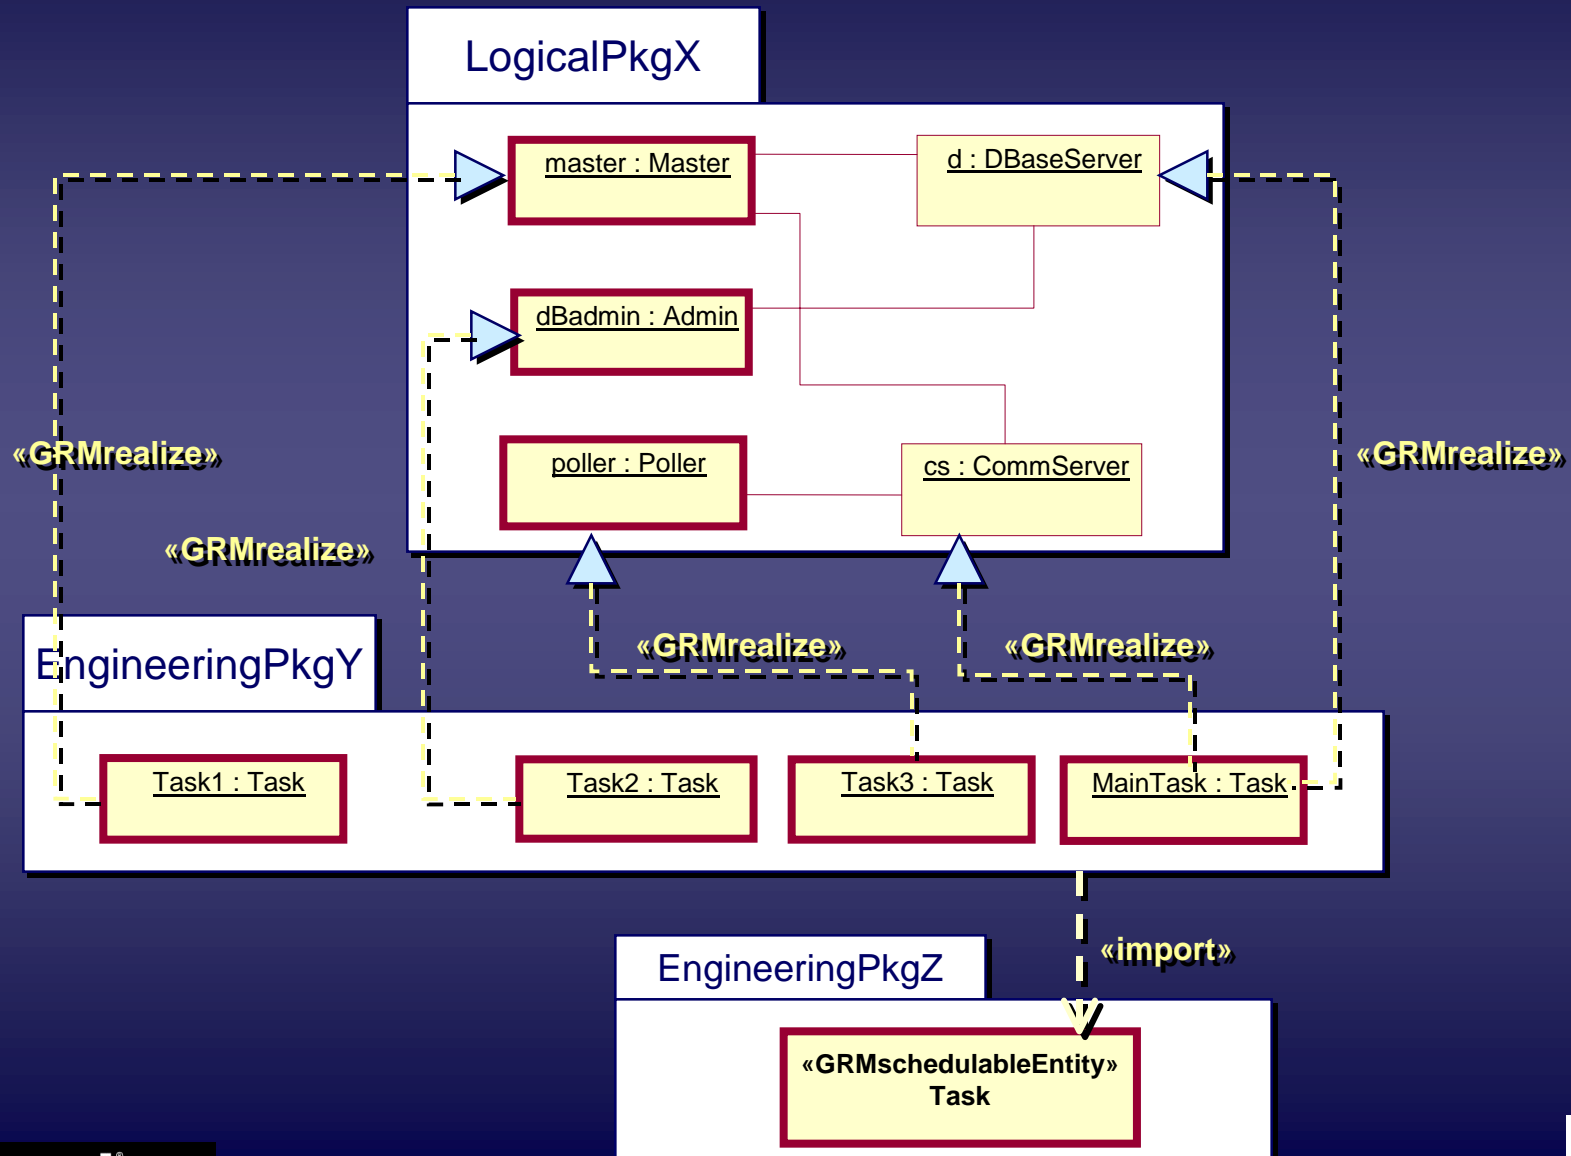 LogicalPkgX
master : Master
d : DBaseServer
dBadmin : Admin
«GRMrealize»
poller : Poller
cs : CommServer
«GRMrealize»
«GRMrealize»
«GRMrealize»
«GRMrealize»
EngineeringPkgY
Task1 : Task
Task2 : Task
Task3 : Task
MainTask : Task
«import»
EngineeringPkgZ
«GRMschedulableEntity»
Task